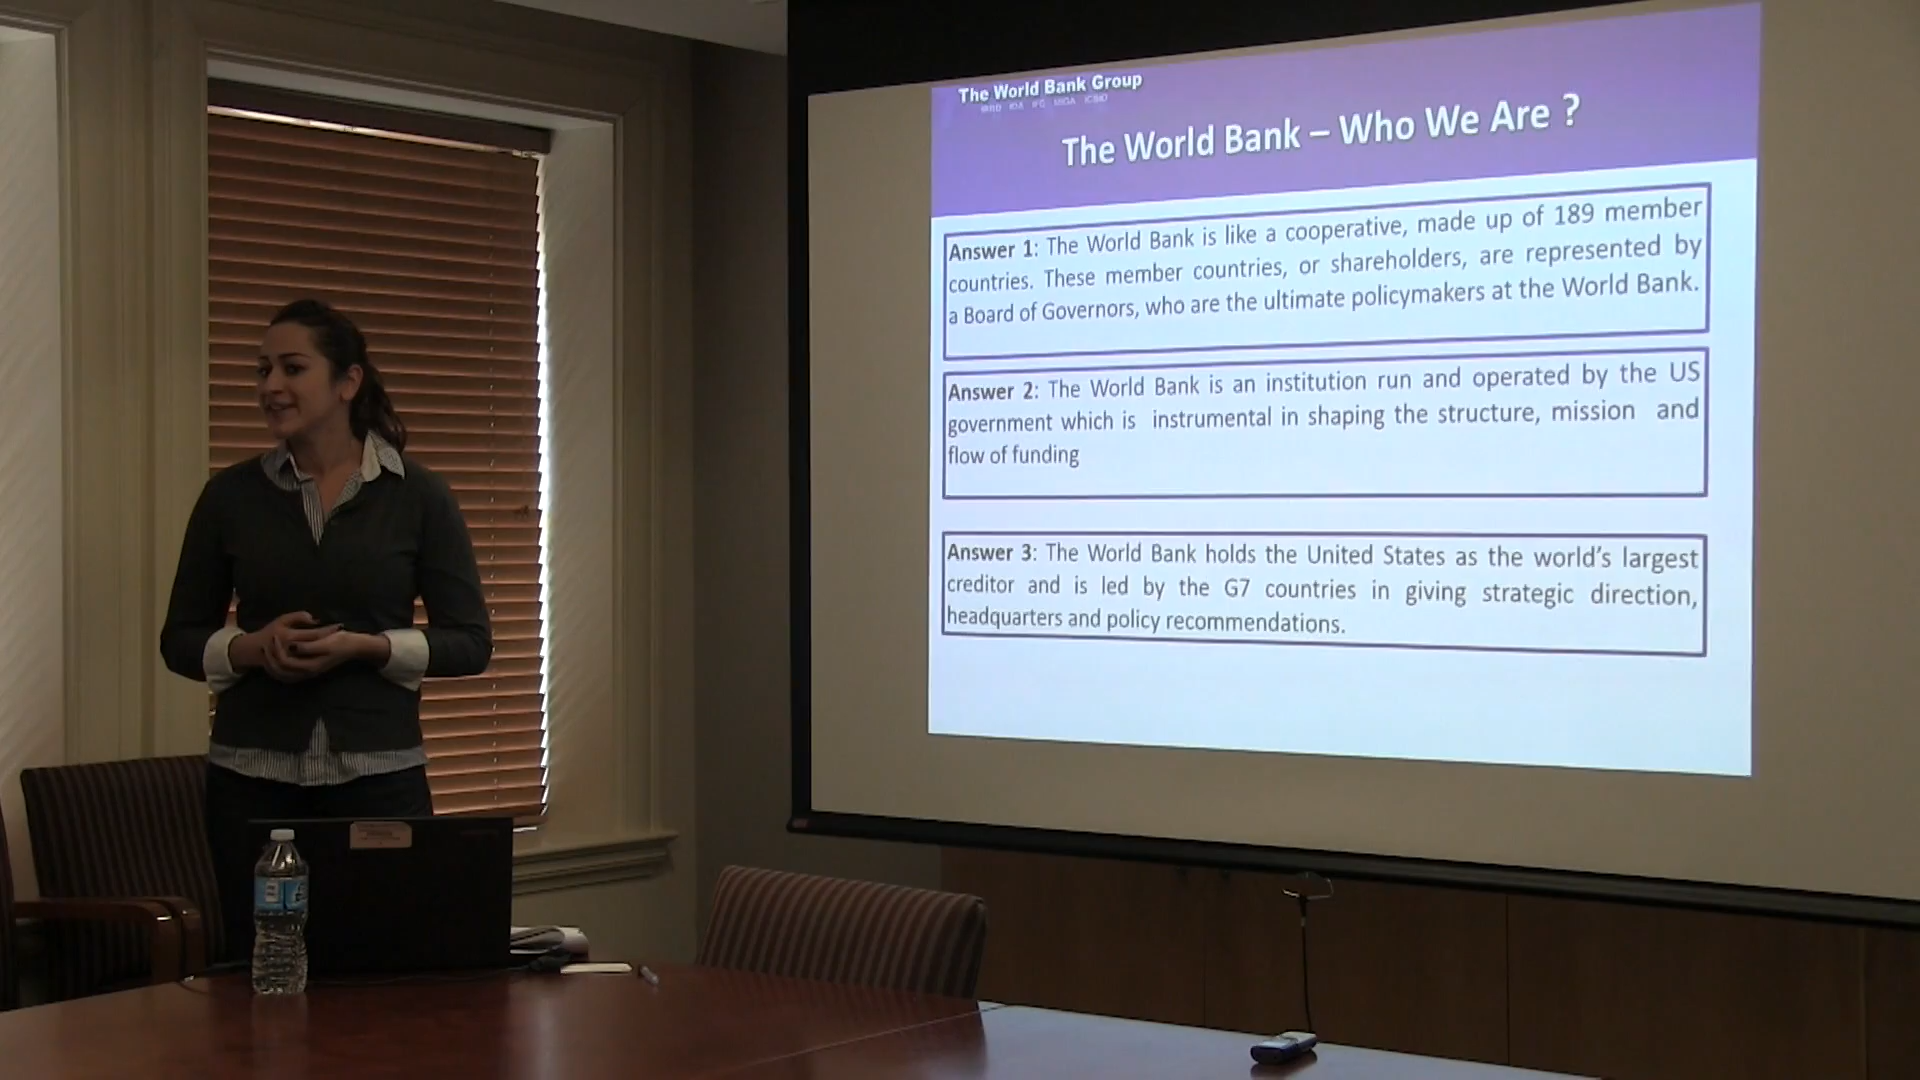 The World Bank Group
IBRD IDA IFC MIGA ICSID
The World Bank – Who We Are ?
Answer 1: The World Bank is like a cooperative, made up of 189 member
countries. These member countries, or shareholders, are represented by
a Board of Governors, who are the ultimate policymakers at the World Bank.
Answer 2: The World Bank is an institution run and operated by the US
government which is instrumental in shaping the structure, mission and
flow of funding
Answer 3: The World Bank holds the United States as the world's largest
creditor and is led by the G7 countries in giving strategic direction,
headquarters and policy recommendations.